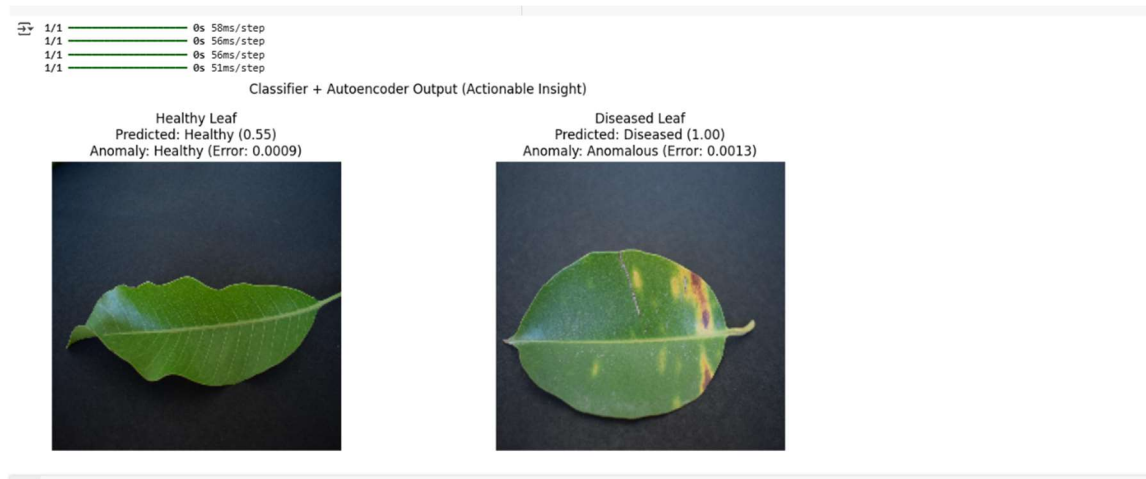 1/1 0s 58ms/step
1/1 0s 56ms/step
1/1 0s 56ms/step
1/1 0s 51ms/step
Classifier + Autoencoder Output (Actionable Insight)
Healthy Leaf
Predicted: Healthy (0.55)
Anomaly: Healthy (Error: 0.0009)
Diseased Leaf
Predicted: Diseased (1.00)
Anomaly: Anomalous (Error: 0.0013)